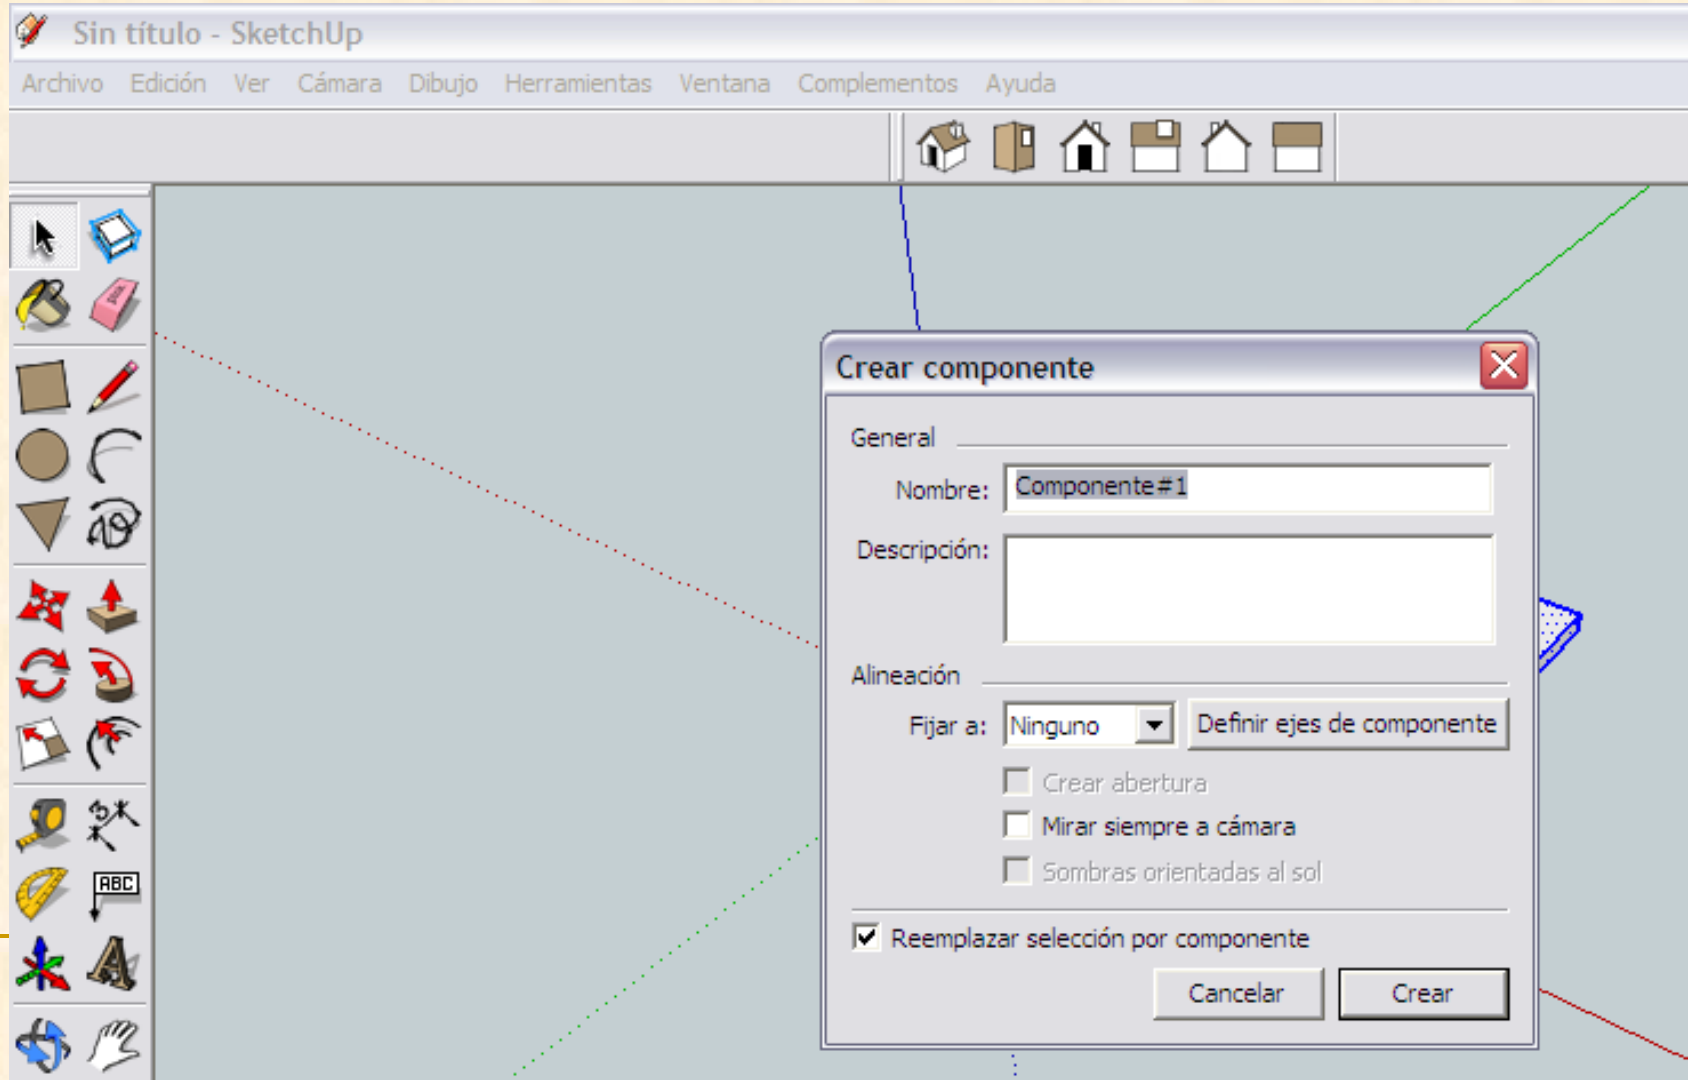 Sin título - SketchUp
Archivo Edición Ver Cámara Dibujo Herramientas Ventana Complementos Ayuda
Crear componente
General
Nombre: Componente#1
Descripción:
Alineación
Fijar a: Ninguno Definir ejes de componente
Crear abertura
Mirar siempre a cámara
Sombras orientadas al sol
ABC
A
Reemplazar selección por componente
Cancelar Crear